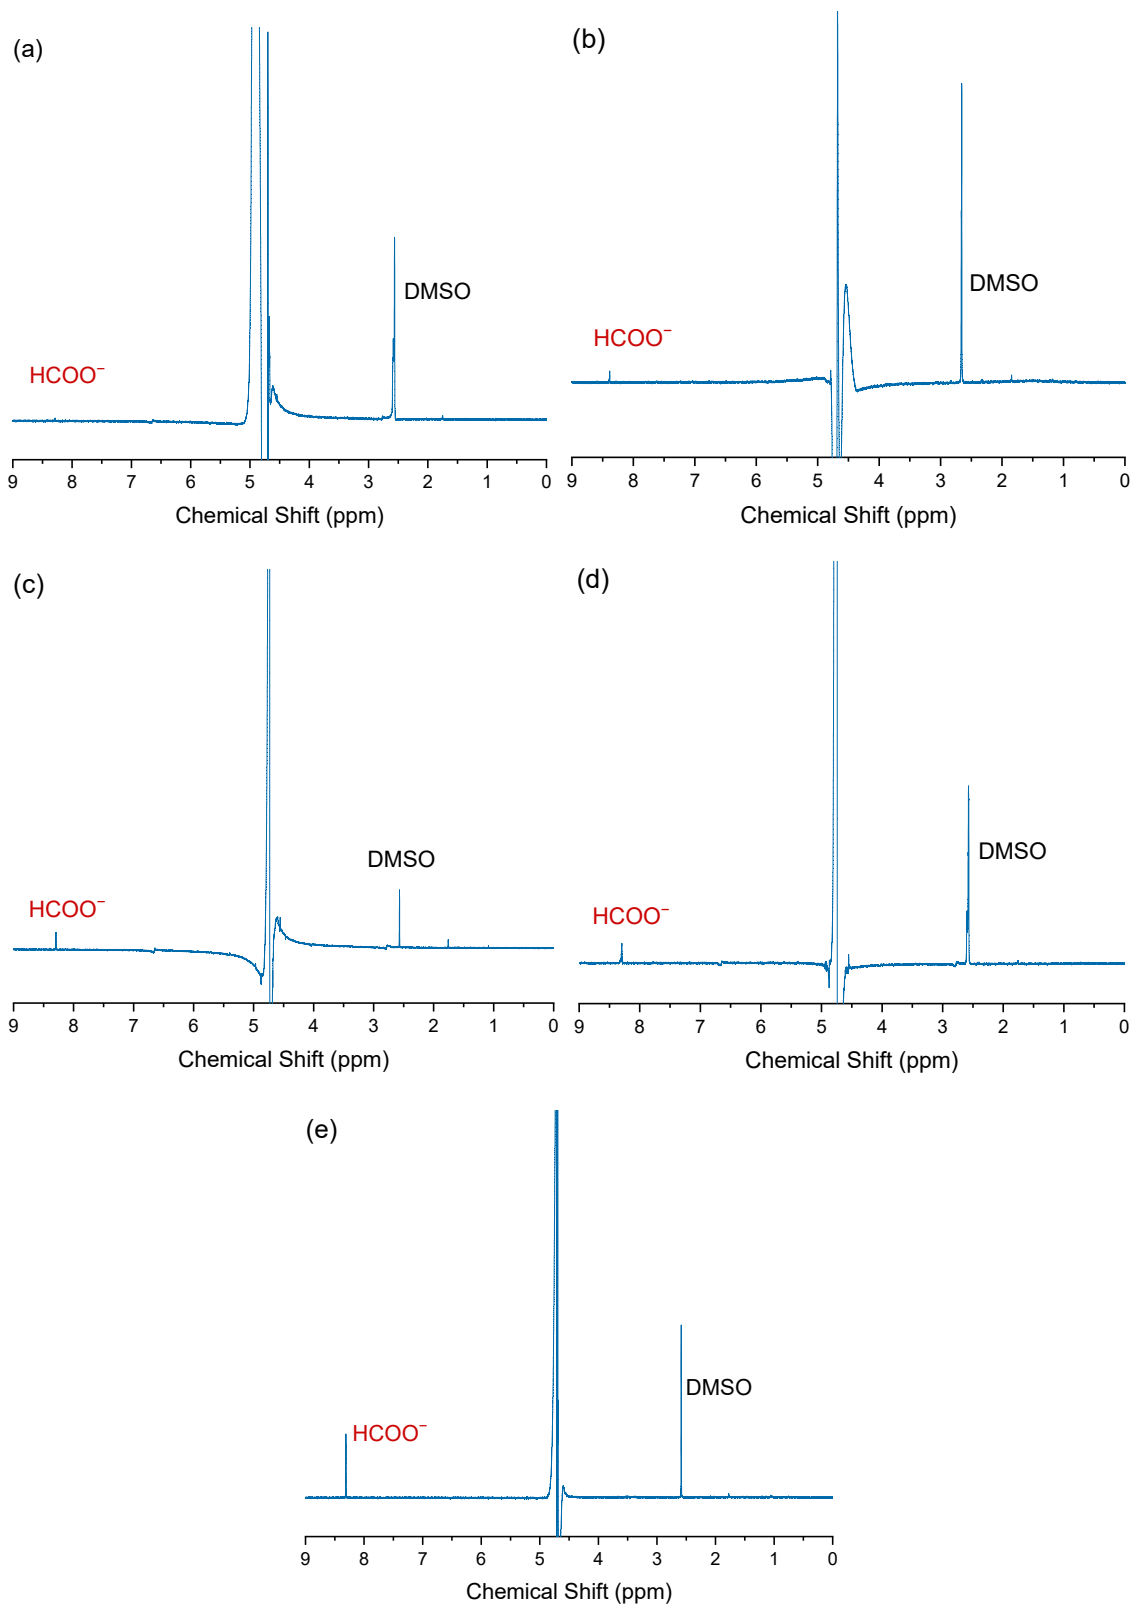 (a)
DMSO
HCOO⁻
9 8 7 6 5 4 3 2 1 0
Chemical Shift (ppm)
(b)
DMSO
HCOO⁻
9 8 7 6 5 4 3 2 1 0
Chemical Shift (ppm)
(c)
DMSO
HCOO⁻
9 8 7 6 5 4 3 2 1 0
Chemical Shift (ppm)
(d)
DMSO
HCOO⁻
9 8 7 6 5 4 3 2 1 0
Chemical Shift (ppm)
(e)
DMSO
HCOO⁻
9 8 7 6 5 4 3 2 1 0
Chemical Shift (ppm)